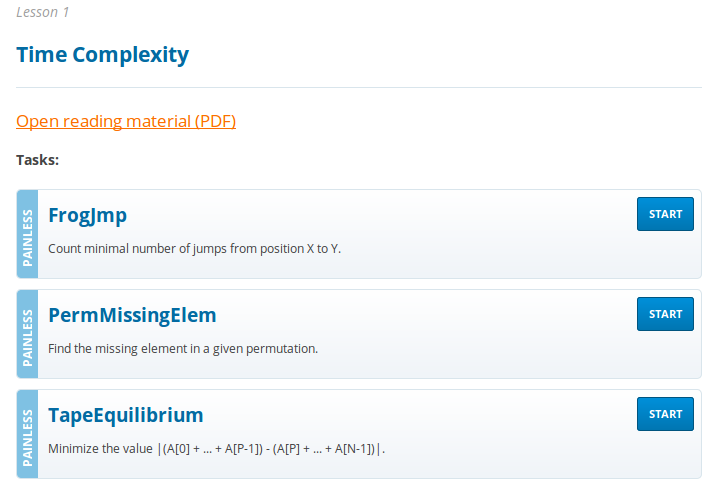 Lesson 1
Time Complexity
Open reading material (PDF)
Tasks:
PAINLESS
FrogJmp
START
Count minimal number of jumps from position X to Y.
PAINLESS
PermMissingElem
START
Find the missing element in a given permutation.
PAINLESS
TapeEquilibrium
START
Minimize the value |(A[0] + ... + A[P-1]) - (A[P] + ... + A[N-1])|.